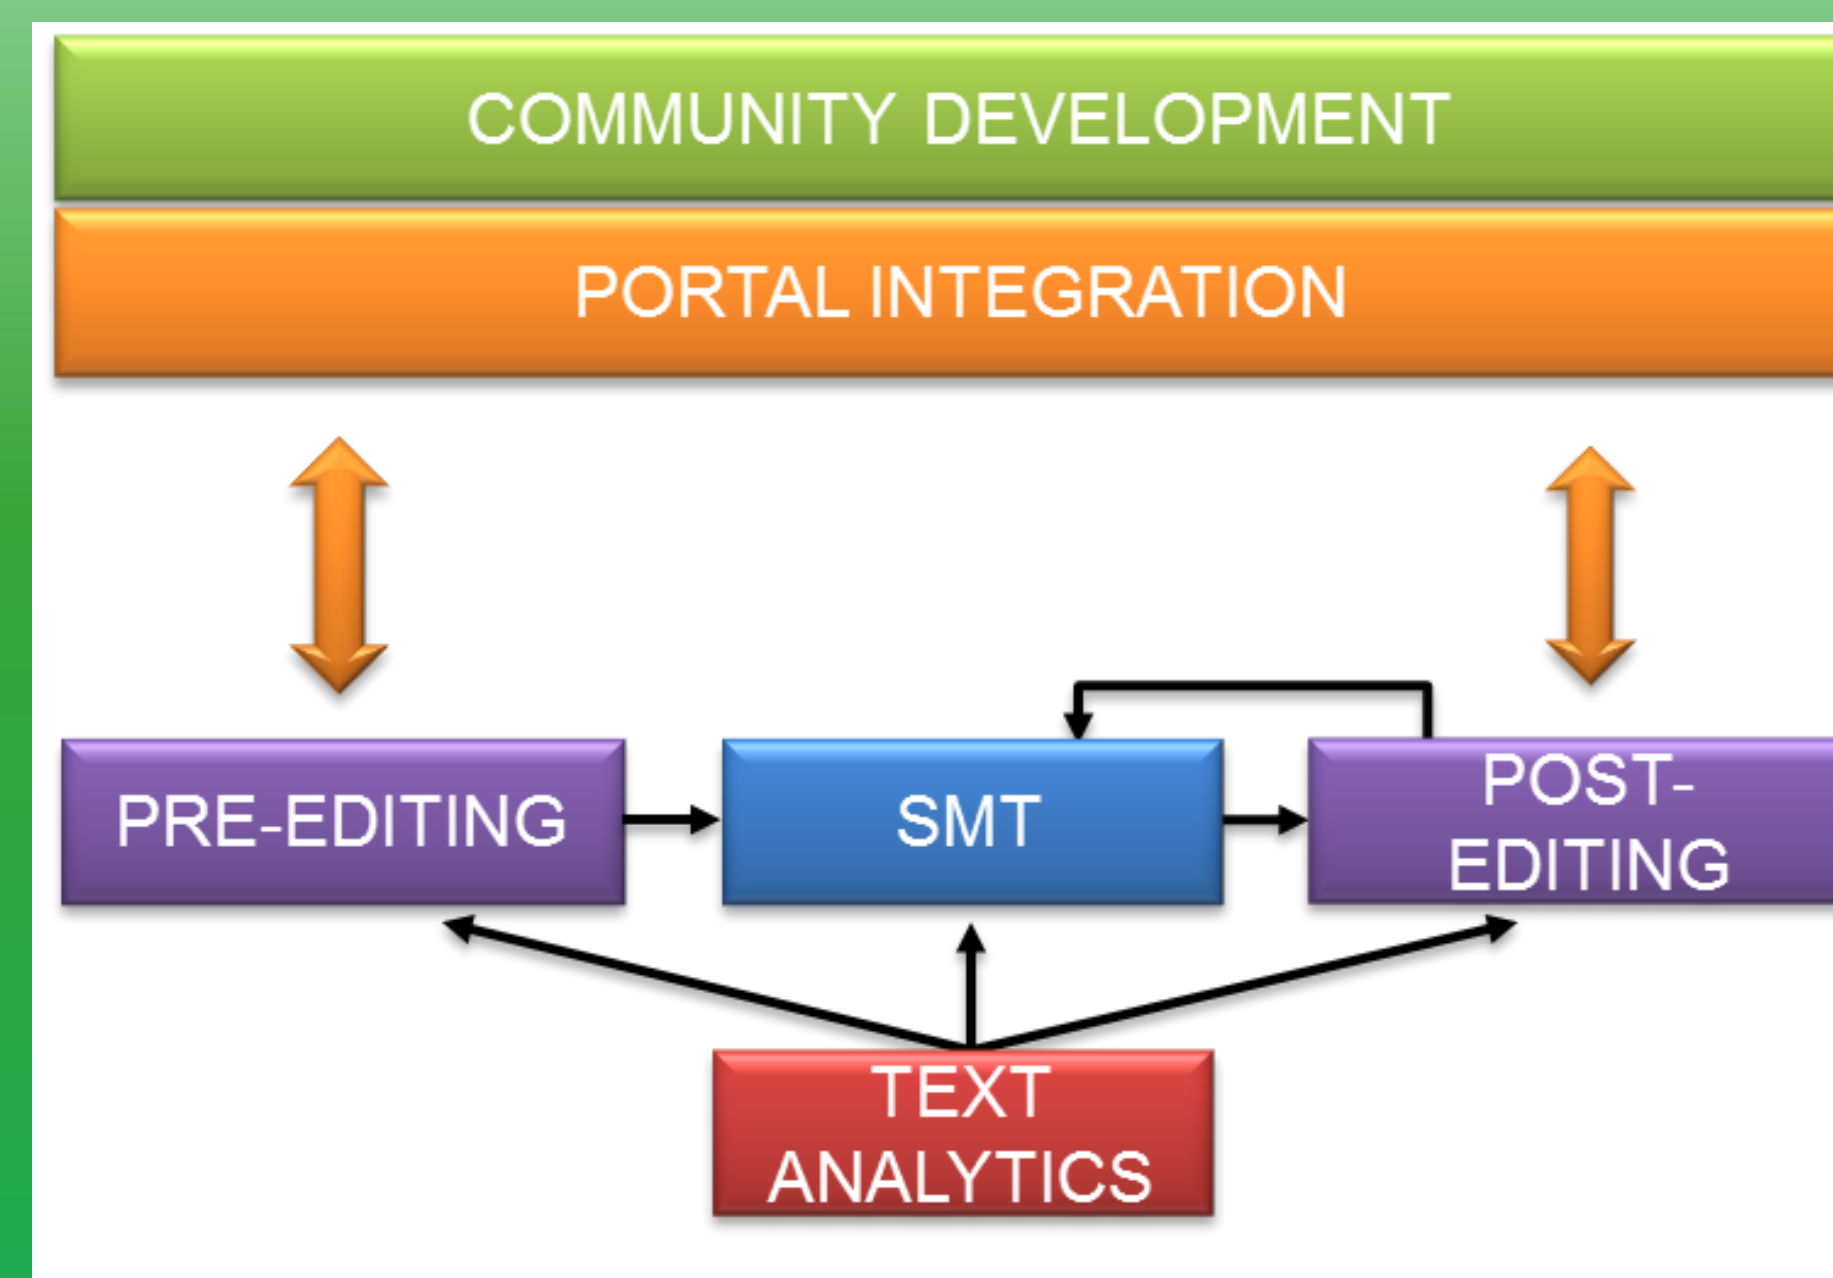 COMMUNITY DEVELOPMENT
PORTAL INTEGRATION
PRE-EDITING
SMT
POST-
EDITING
TEXT
ANALYTICS